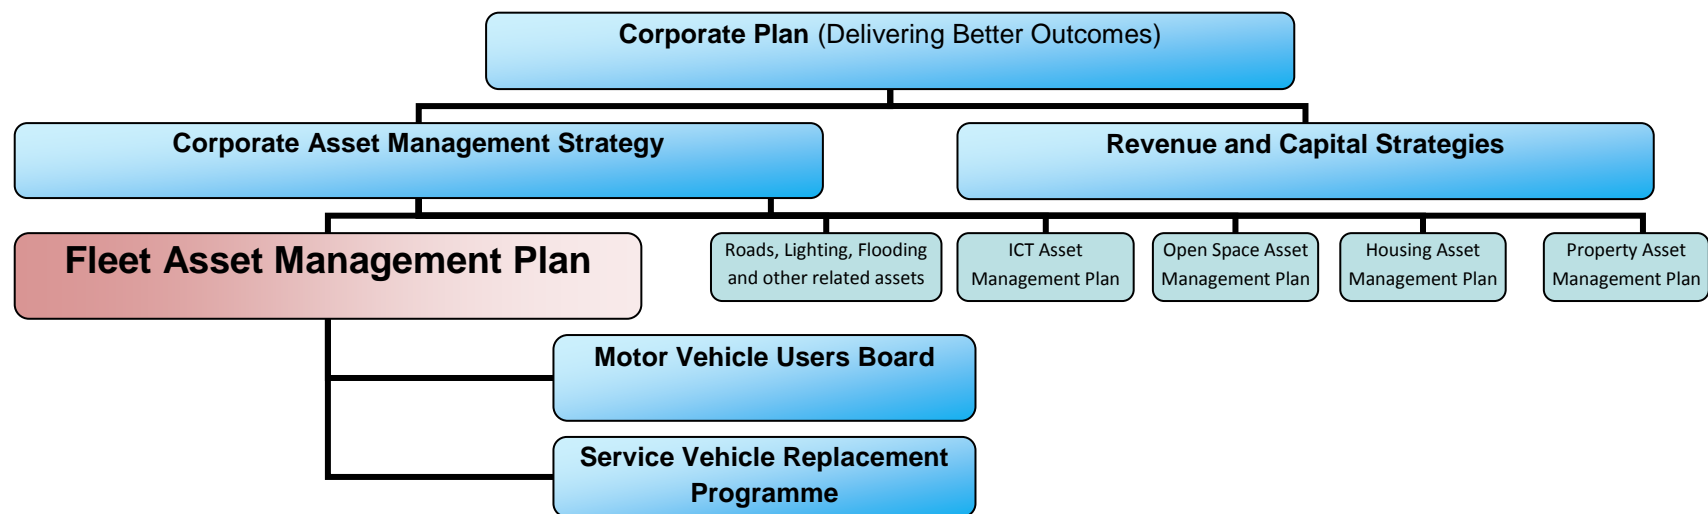 Corporate Plan (Delivering Better Outcomes)
Corporate Asset Management Strategy
Revenue and Capital Strategies
Fleet Asset Management Plan
Roads, Lighting, Flooding
and other related assets
ICT Asset
Management Plan
Open Space Asset
Management Plan
Housing Asset
Management Plan
Property Asset
Management Plan
Motor Vehicle Users Board
Service Vehicle Replacement
Programme